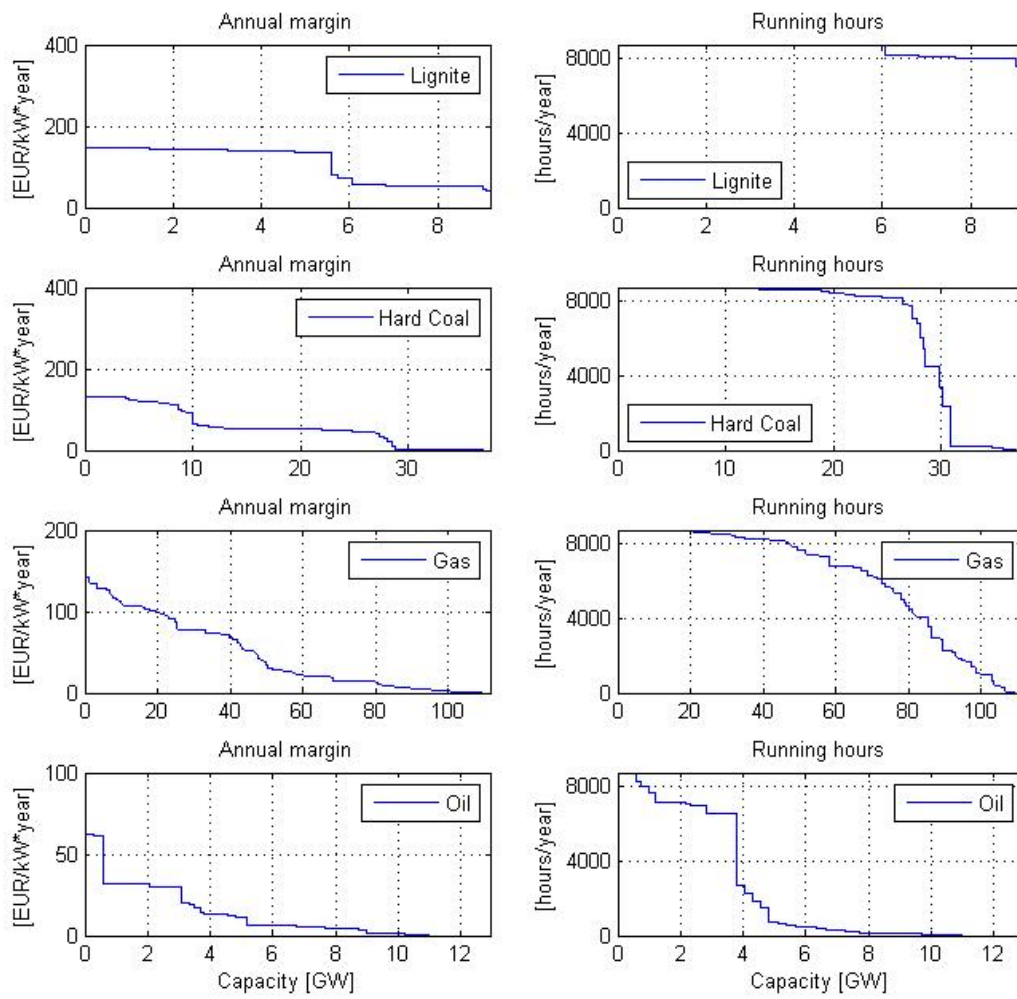 Annual margin
Running hours
400
200
0
[EUR/kW*year]
Lignite
0 2 4 6 8
8000
4000
0
[hours/year]
Lignite
0 2 4 6 8
Annual margin
Running hours
400
200
0
[EUR/kW*year]
Hard Coal
0 10 20 30
8000
4000
0
[hours/year]
Hard Coal
0 10 20 30
Annual margin
Running hours
200
100
0
[EUR/kW*year]
Gas
0 20 40 60 80 100
8000
4000
0
[hours/year]
Gas
0 20 40 60 80 100
Annual margin
Running hours
100
50
0
[EUR/kW*year]
Oil
0 2 4 6 8 10 12
Capacity [GW]
8000
4000
0
[hours/year]
Oil
0 2 4 6 8 10 12
Capacity [GW]